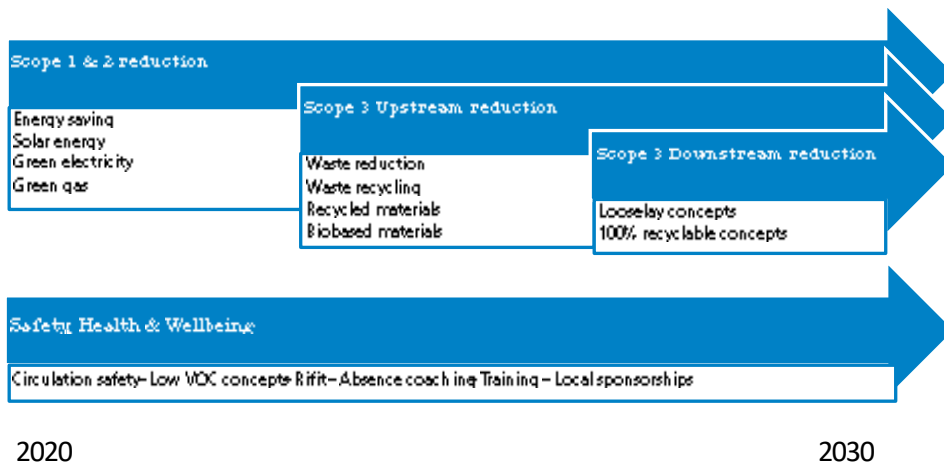 Scope 1 & 2 reduction
Energy saving
Solar energy
Green electricity
Green gas
Scope 3 Upstream reduction
Waste reduction
Waste recycling
Recycled materials
Biobased materials
Scope 3 Downstream reduction
Looselay concepts
100% recyclable concepts
Safety, Health & Wellbeing
Circulation safety– Low VOC concepts- Rifit– Absence coaching- Training – Local sponsorships
2020
2030